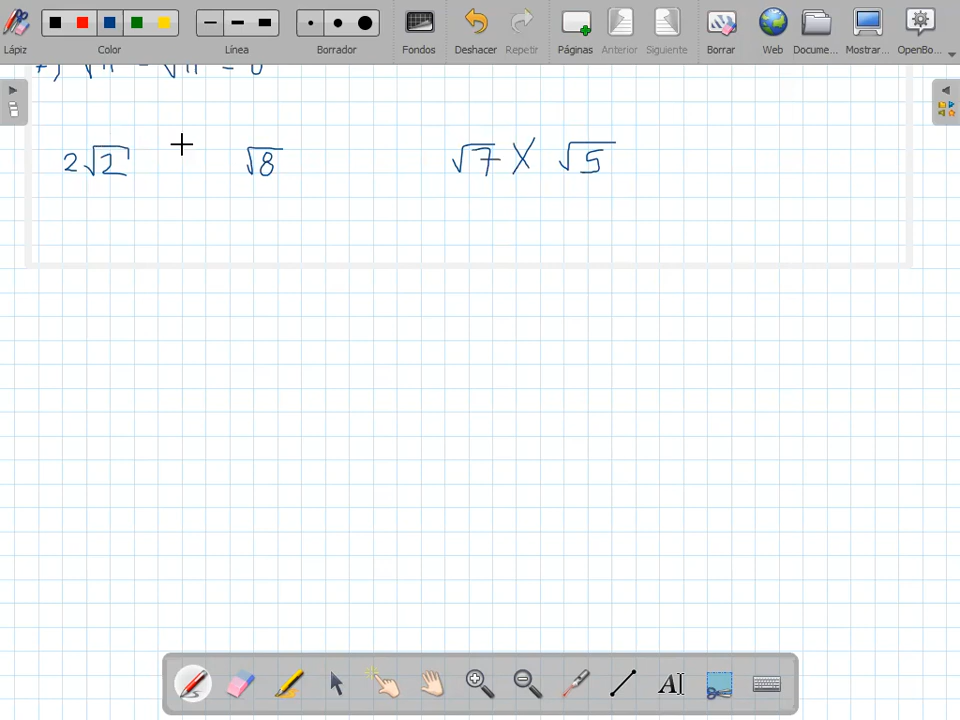 Lápiz Color Línea Borrador Fondos Deshacer Repetir Páginas Anterior Siguiente Borrar Web Docume... Mostrar... OpenBo...
2√2 √8 √7 X √5
A